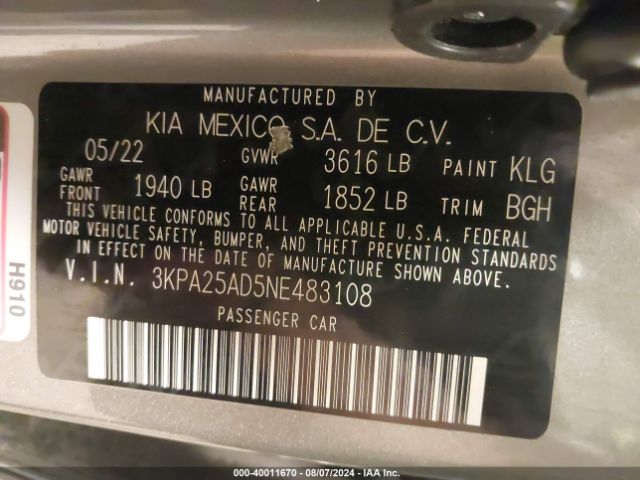 MANUFACTURED BY
KIA MEXICO S.A. DE C.V.
05/22 GVWR 3616 LB PAINT KLG
GAWR FRONT 1940 LB GAWR REAR 1852 LB TRIM BGH
THIS VEHICLE CONFORMS TO ALL APPLICABLE U.S.A. FEDERAL
MOTOR VEHICLE SAFETY, BUMPER, AND THEFT PREVENTION STANDARDS
IN EFFECT ON THE DATE OF MANUFACTURE SHOWN ABOVE.
V.I.N. 3KPA25AD5NE483108
PASSENGER CAR
H910
000-40011670 - 08/07/2024 - IAA Inc.